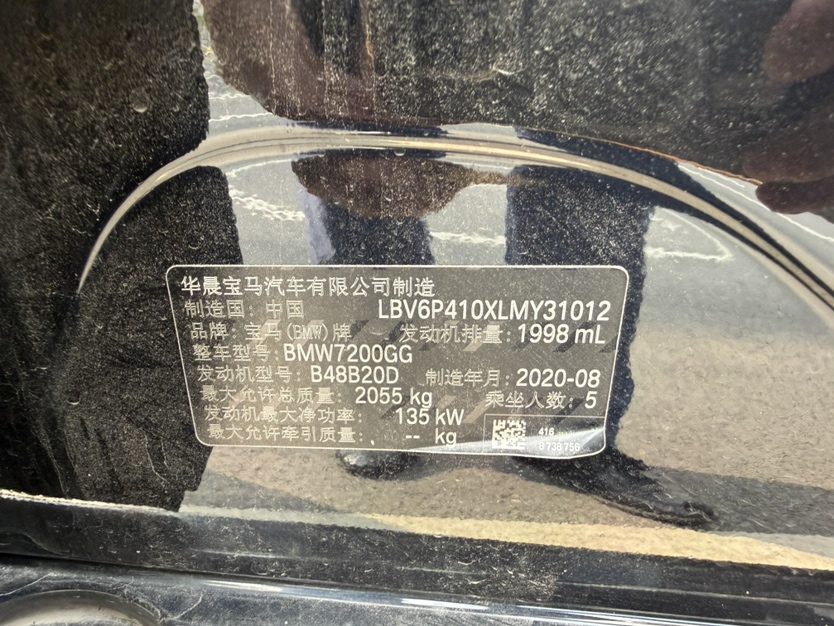 华晨宝马汽车有限公司制造
制造国：中国 LBV6P410XLMY31012
品牌：宝马(BMW)牌 发动机排量：1998 mL
整车型号：BMW7200GG
发动机型号：B48B20D 制造年月：2020-08
最大允许总质量：2055 kg 乘坐人数：5
发动机最大净功率： 135 kW
最大允许牵引质量： -- kg
416
8738756